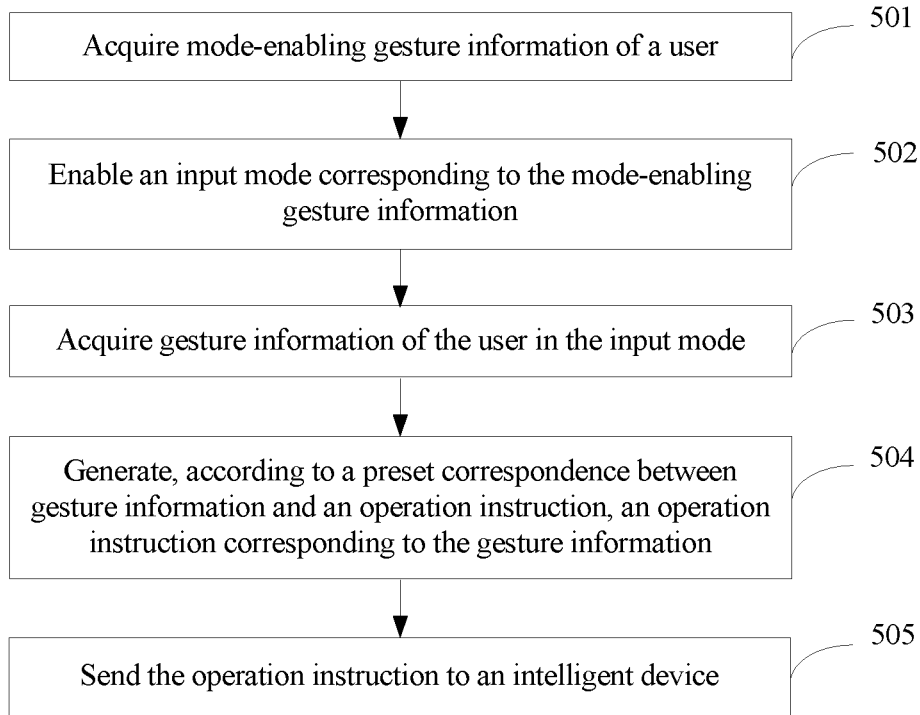 Acquire mode-enabling gesture information of a user
501
Enable an input mode corresponding to the mode-enabling
gesture information
502
Acquire gesture information of the user in the input mode
503
Generate, according to a preset correspondence between
gesture information and an operation instruction, an operation
instruction corresponding to the gesture information
504
Send the operation instruction to an intelligent device
505